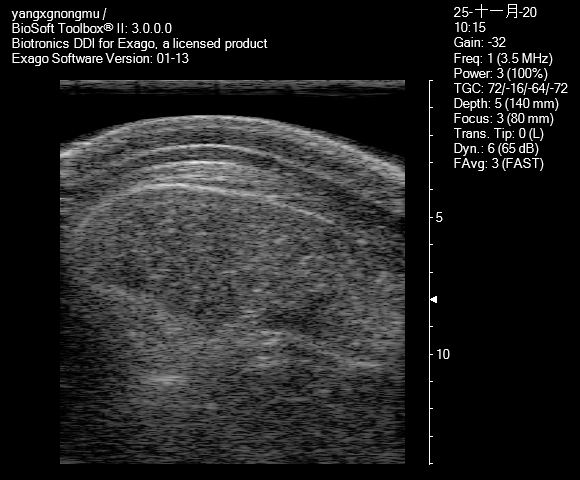 yangxgnongmu /
BioSoft Toolbox® II: 3.0.0.0
Biotronics DDI for Exago, a licensed product
Exago Software Version: 01-13
25-十一月-20
10:15
Gain: -32
Freq: 1 (3.5 MHz)
Power: 3 (100%)
TGC: 72/-16/-64/-72
Depth: 5 (140 mm)
Focus: 3 (80 mm)
Trans. Tip: 0 (L)
Dyn.: 6 (65 dB)
FAvg: 3 (FAST)
5
10